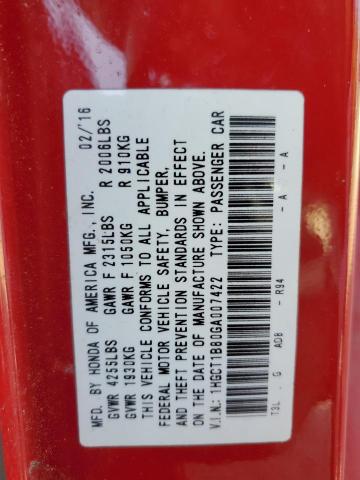 MFD. BY HONDA OF AMERICA MFG., INC. 02/'16
GVWR 4255LBS GAWR F 2315LBS R 2006LBS
GVWR 1930KG GAWR F 1050KG R 910KG
THIS VEHICLE CONFORMS TO ALL APPLICABLE
FEDERAL MOTOR VEHICLE SAFETY, BUMPER,
AND THEFT PREVENTION STANDARDS IN EFFECT
ON THE DATE OF MANUFACTURE SHOWN ABOVE.
V.I.N.: 1HGCT1B80GA007422 TYPE: PASSENGER CAR
T3L . G ADB - R94 - A - A